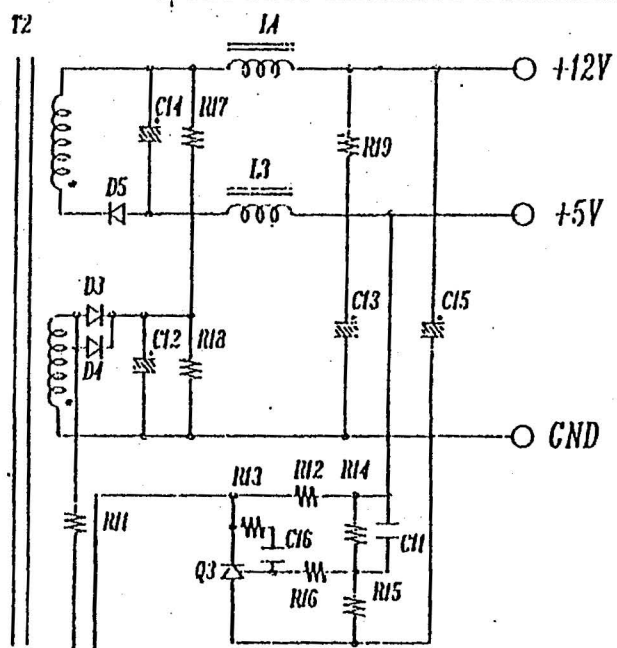 T2
L4
+12V
C14
R17
R19
L3
D5
+5V
D3
C13
C15
C12
R18
D4
GND
R13
R12
R14
R11
C16
C11
Q3
R16
R15